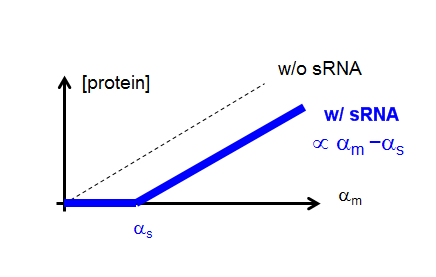 w/o sRNA
[protein]
w/ sRNA
∝ αm –αs
αm
αs